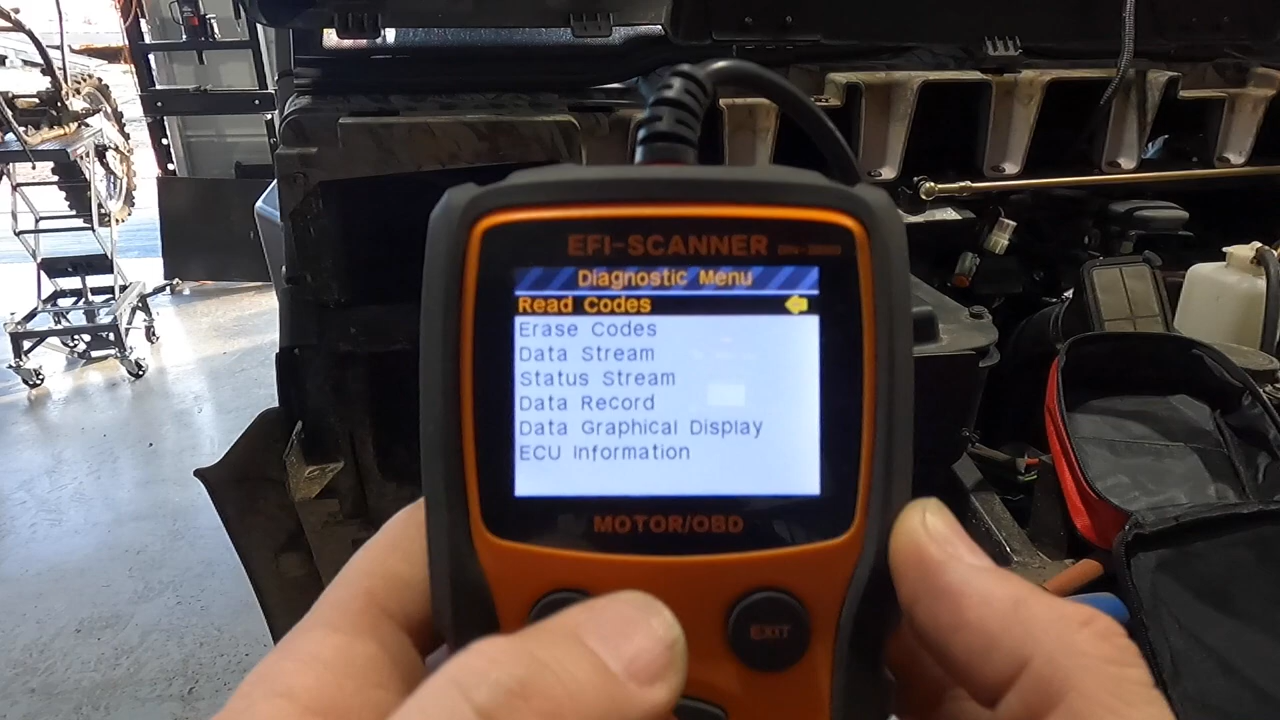 EFI-SCANNER
Diagnostic Menu
Read Codes
Erase Codes
Data Stream
Status Stream
Data Record
Data Graphical Display
ECU Information
MOTOR/OBD
EXIT